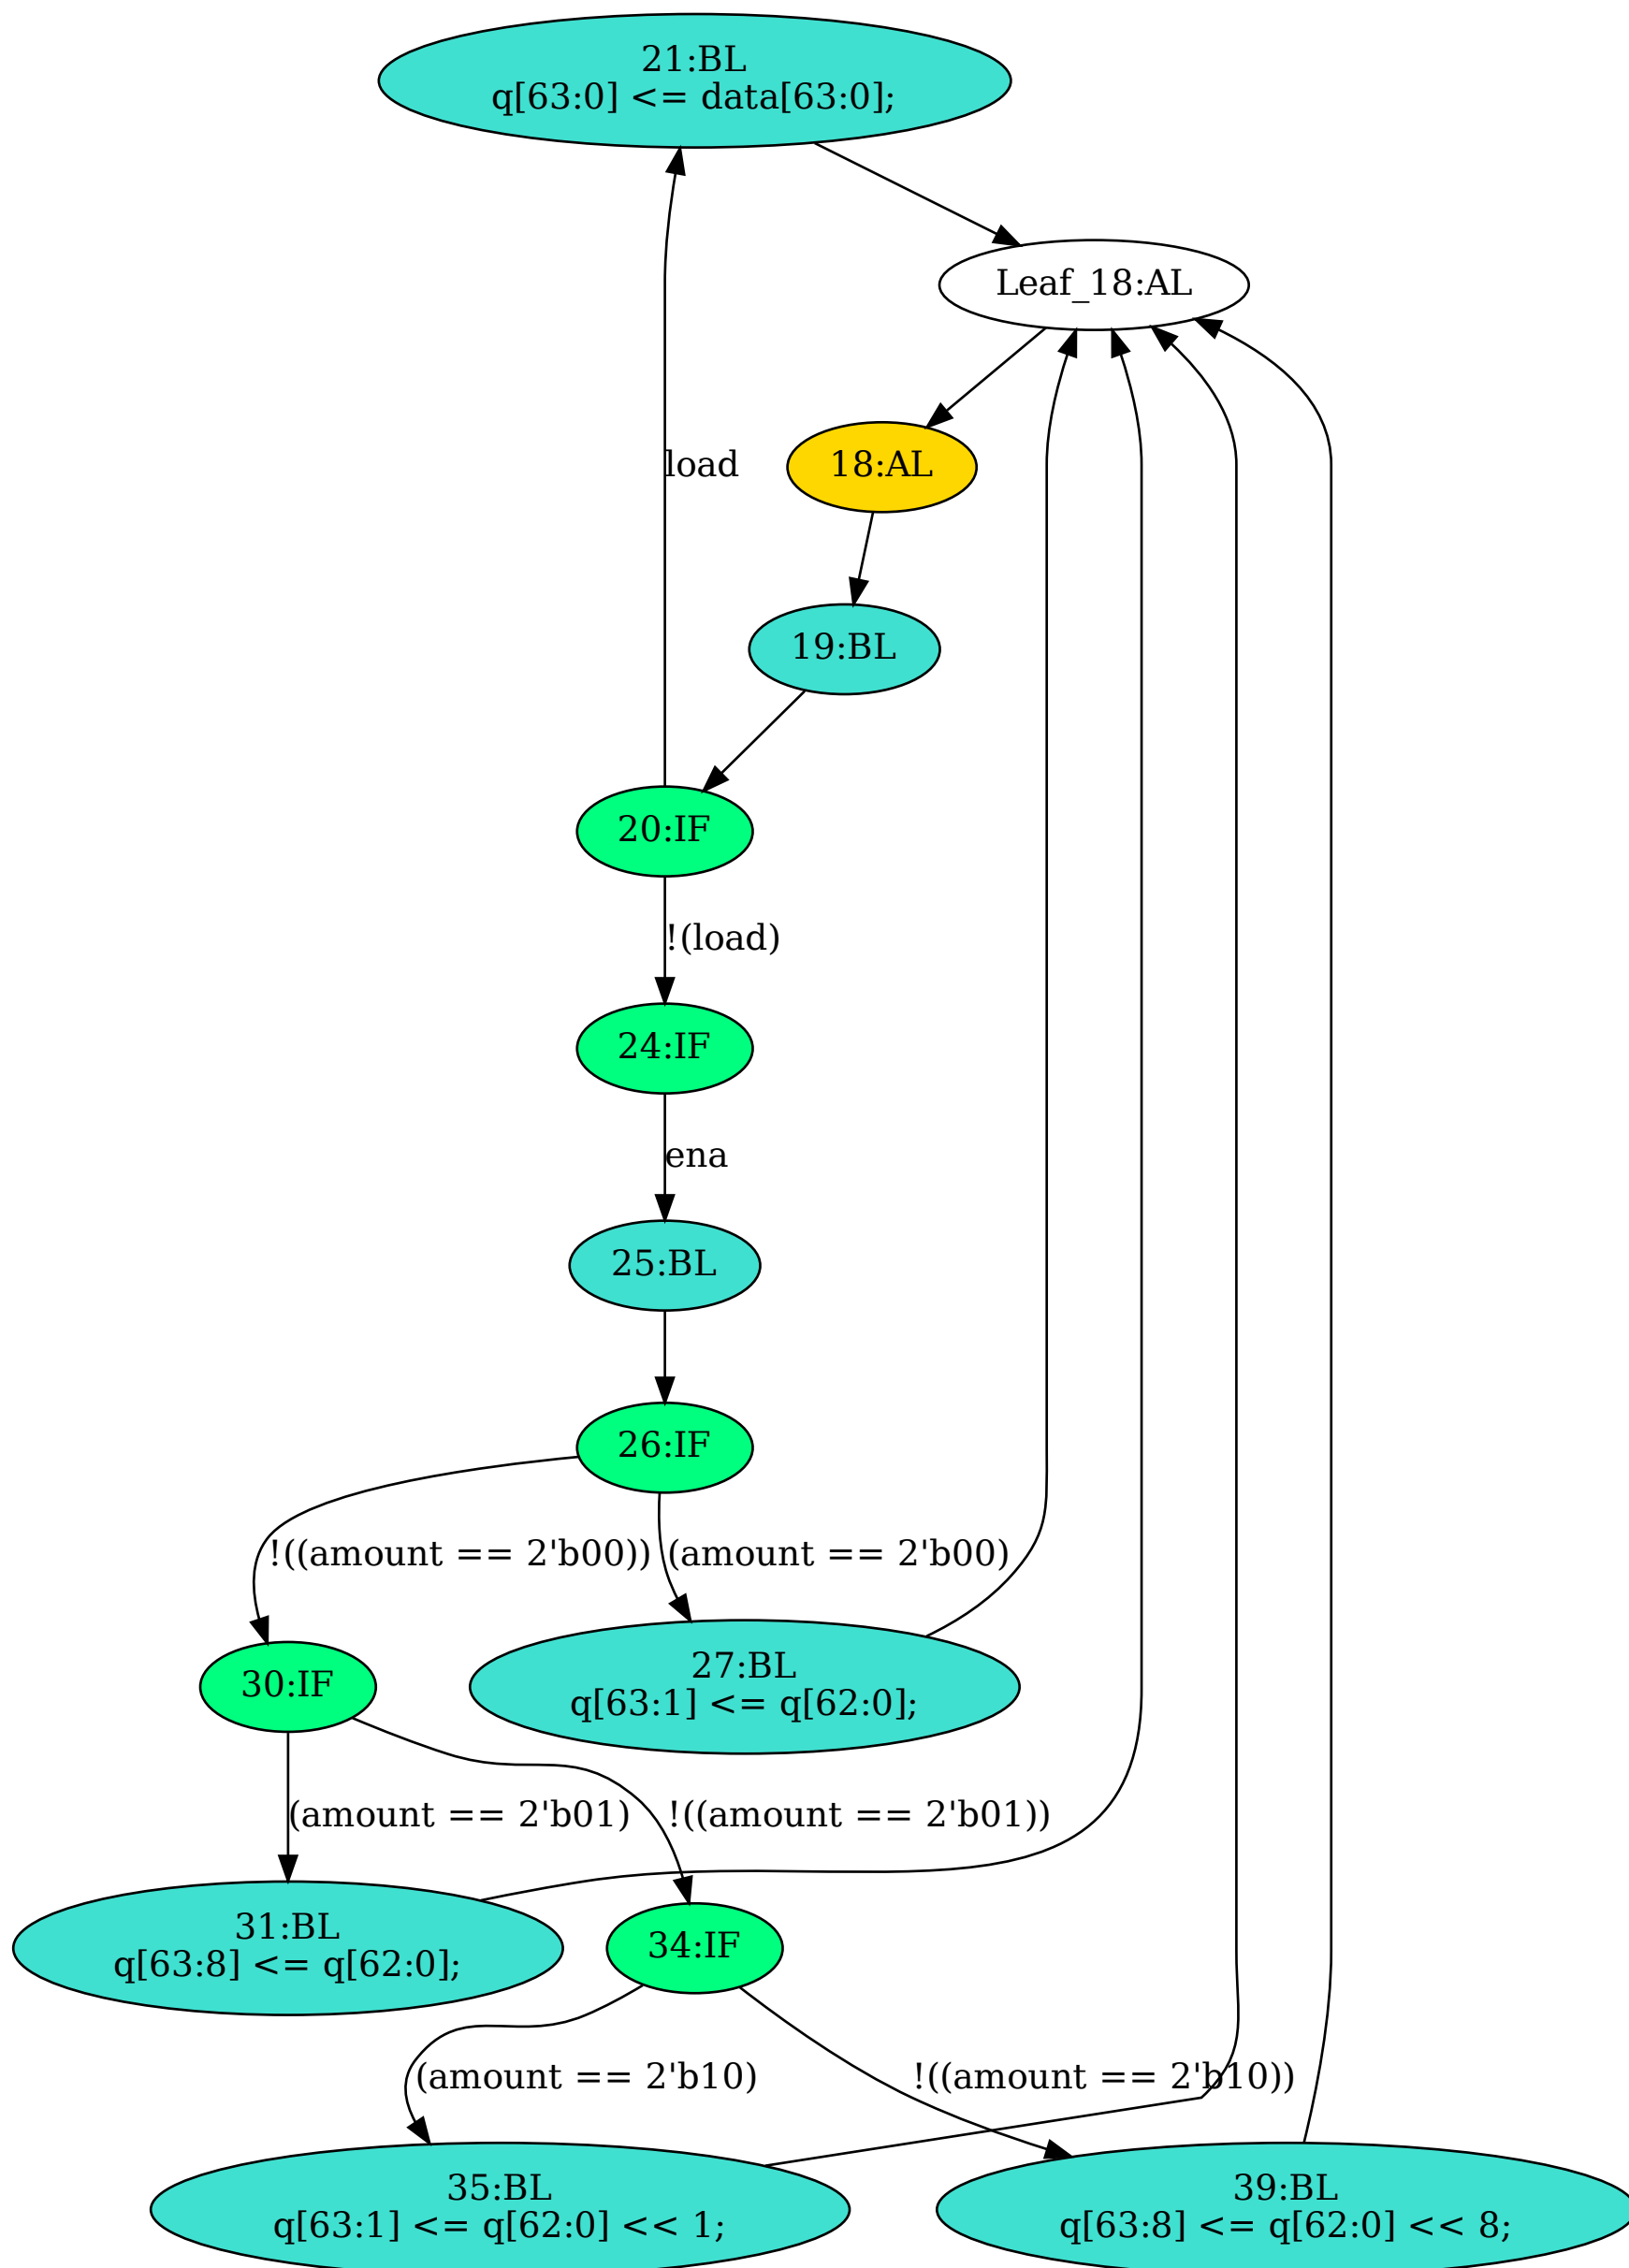 21:BL
q[63:0] <= data[63:0];
Leaf_18:AL
load
18:AL
19:BL
20:IF
!(load)
24:IF
ena
25:BL
26:IF
!((amount == 2'b00))
(amount == 2'b00)
27:BL
q[63:1] <= q[62:0];
30:IF
(amount == 2'b01)
!((amount == 2'b01))
31:BL
q[63:8] <= q[62:0];
34:IF
(amount == 2'b10)
!((amount == 2'b10))
35:BL
q[63:1] <= q[62:0] << 1;
39:BL
q[63:8] <= q[62:0] << 8;